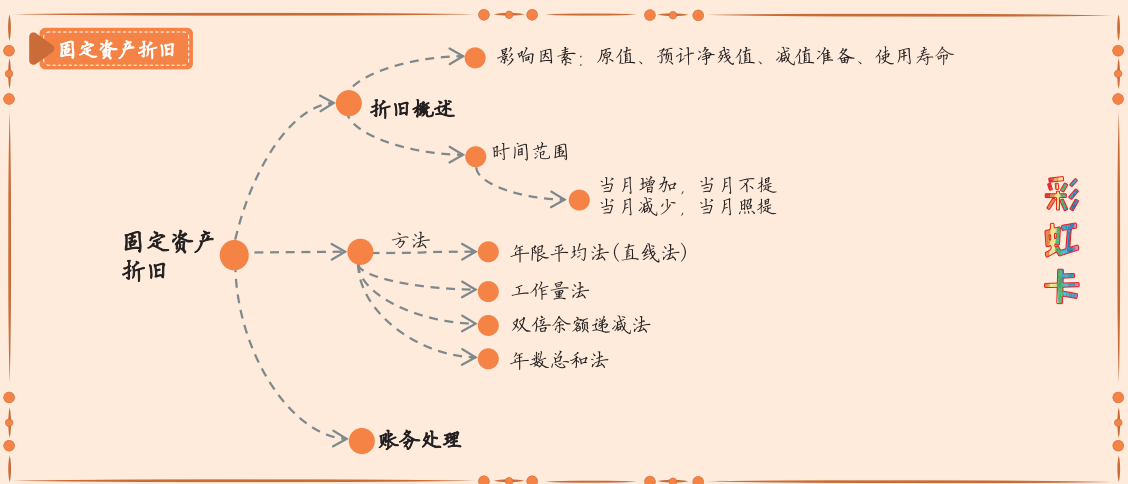 固定资产折旧
影响因素：原值、预计净残值、减值准备、使用寿命
折旧概述
时间范围
当月增加，当月不提
当月减少，当月照提
彩虹卡
固定资产
折旧
方法
年限平均法(直线法)
工作量法
双倍余额递减法
年数总和法
账务处理